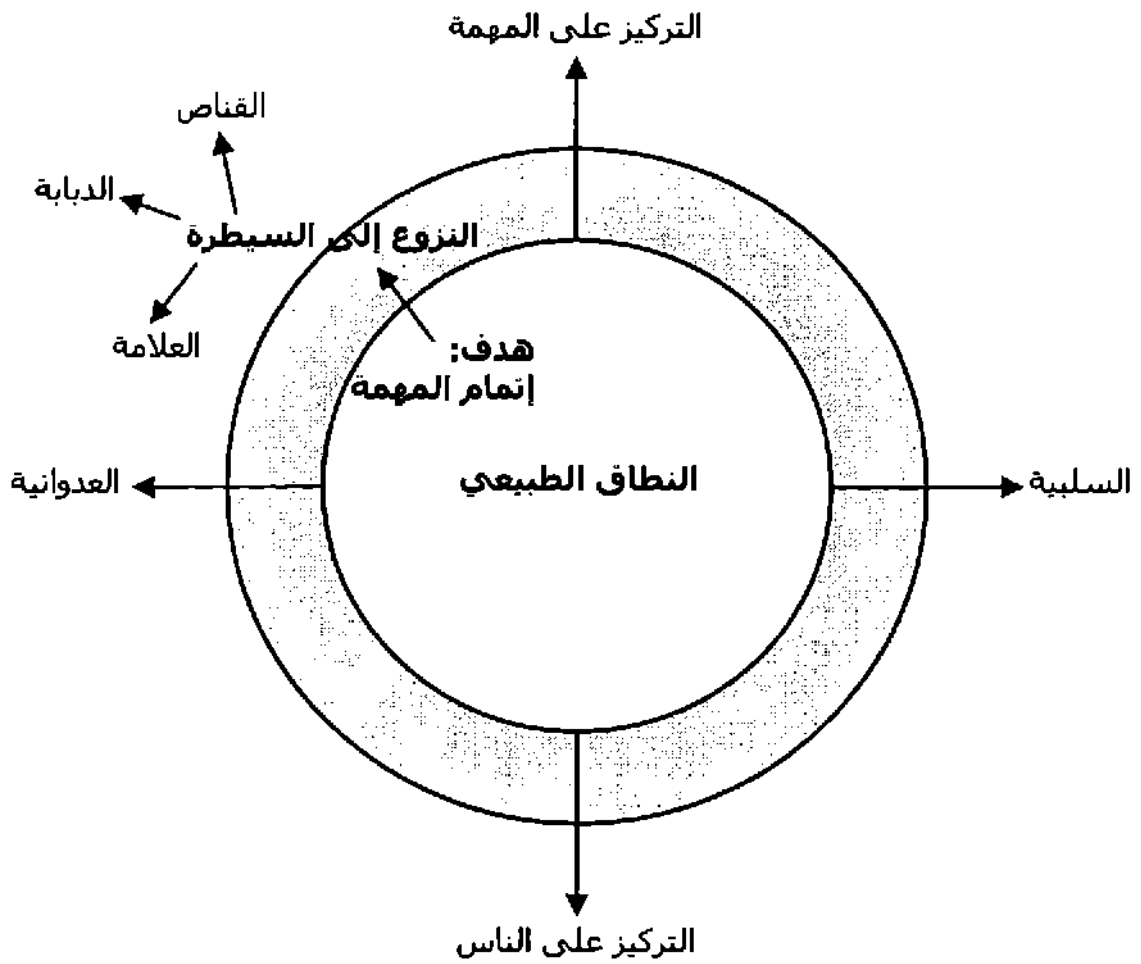 التركيز على المهمة
القناص
الدبابة
النزوع إلى السيطرة
العلامة
هدف:
إتمام المهمة
العدوانية
النطاق الطبيعي
السلبية
التركيز على الناس